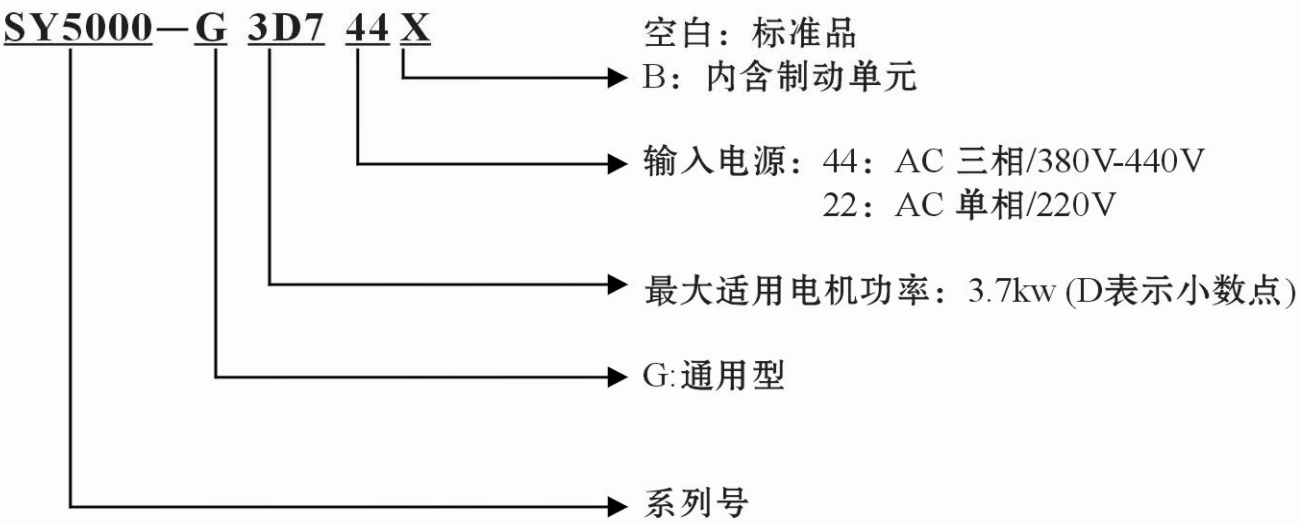 SY5000－G 3D7 44 X
空白：标准品
B：内含制动单元
输入电源：44：AC 三相/380V-440V
22：AC 单相/220V
最大适用电机功率：3.7kw (D表示小数点)
G:通用型
系列号